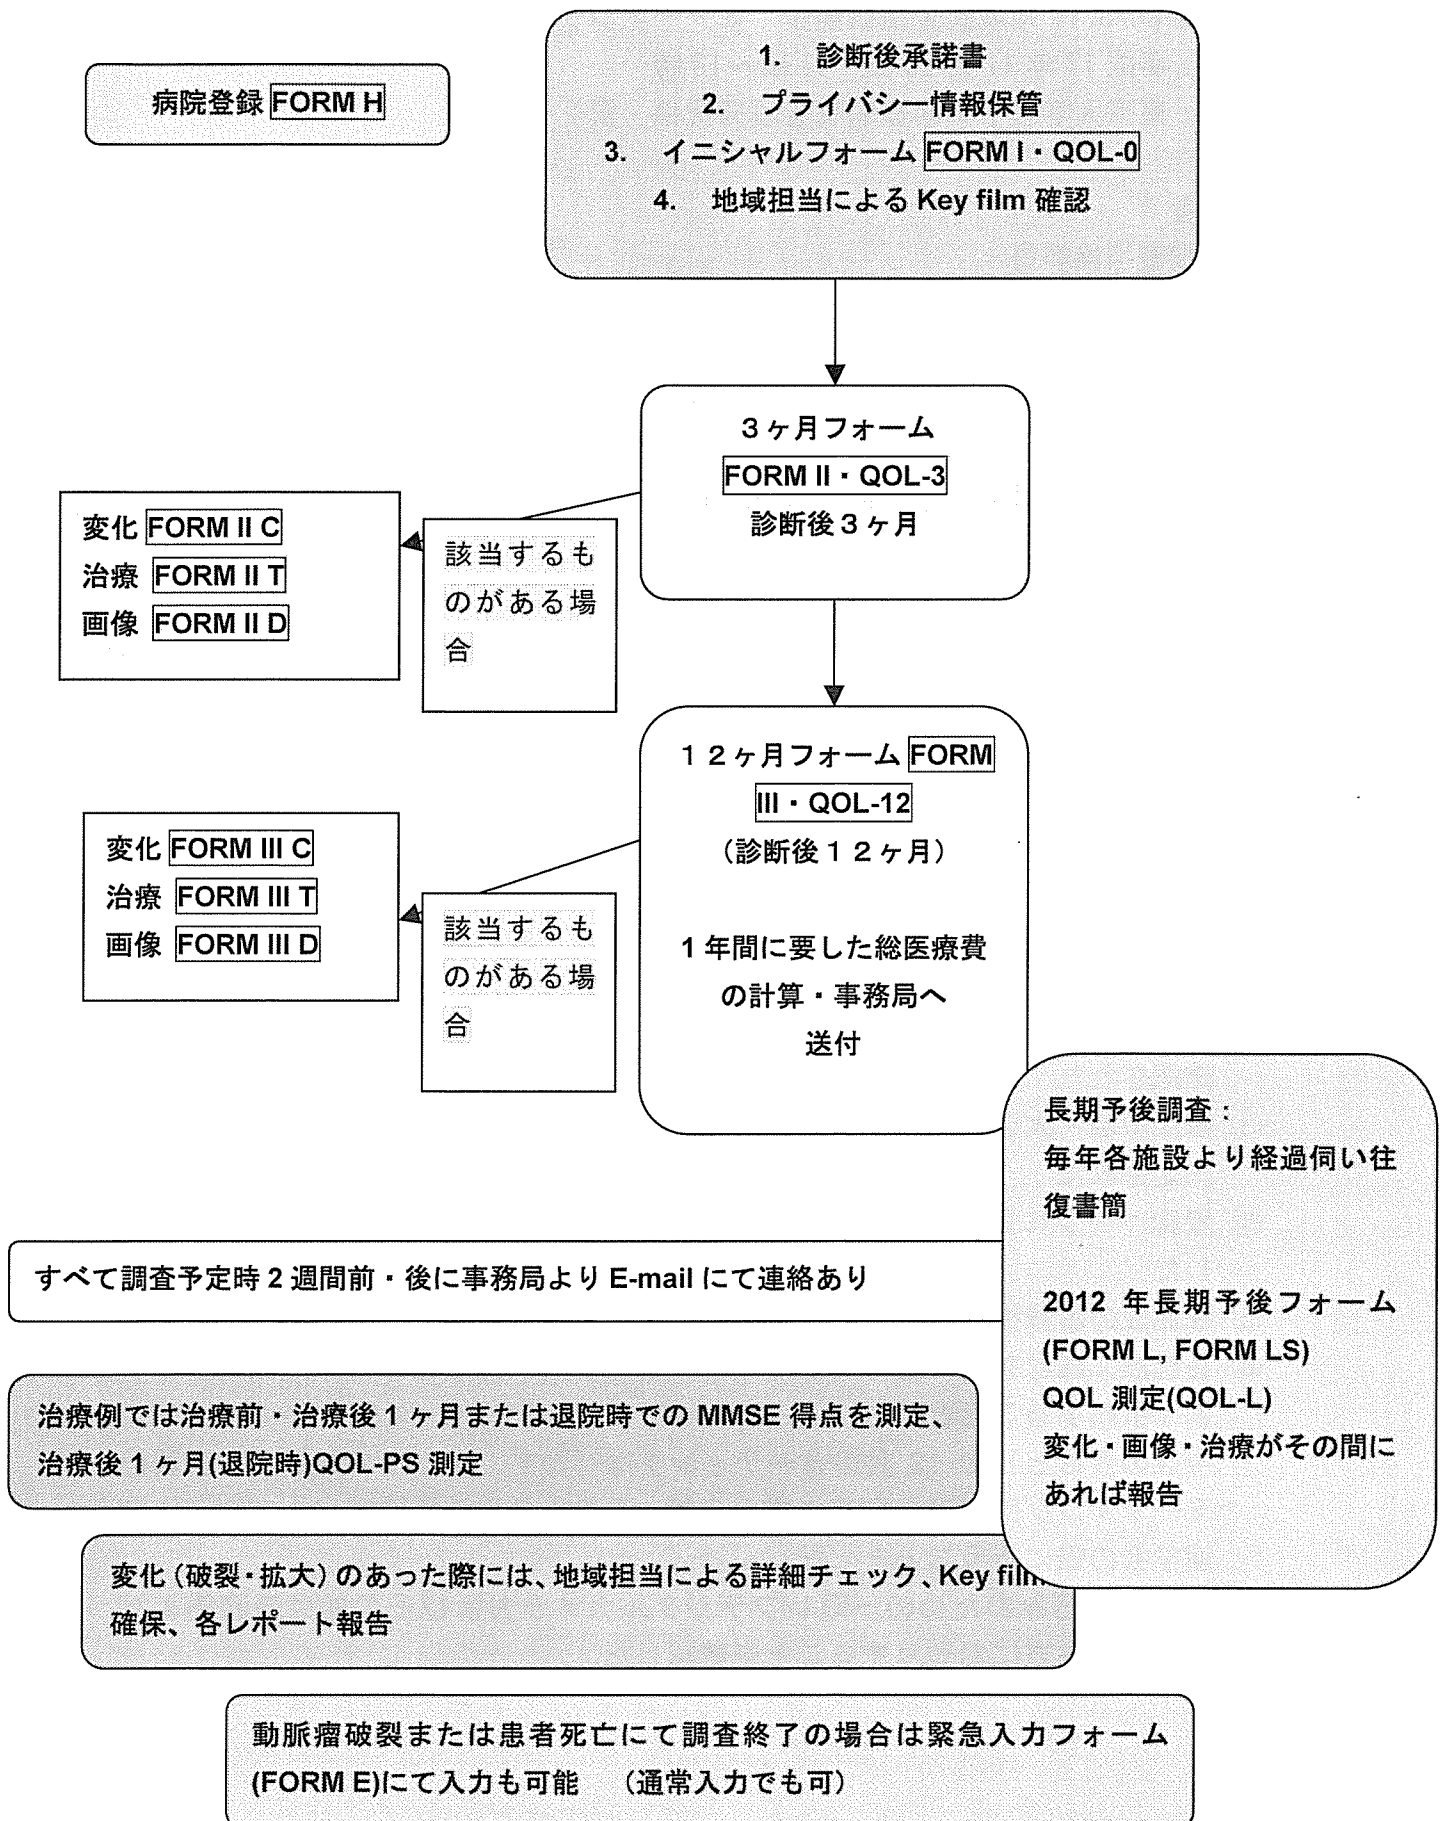 病院登録 FORM H
1. 診断後承諾書
2. プライバシー情報保管
3. イニシャルフォーム FORM I・QOL-0
4. 地域担当による Key film 確認
3ヶ月フォーム
FORM II・QOL-3
診断後3ヶ月
変化 FORM II C
治療 FORM II T
画像 FORM II D
該当するも
のがある場
合
12ヶ月フォーム FORM
III・QOL-12
(診断後12ヶ月)
1年間に要した総医療費
の計算・事務局へ
送付
変化 FORM III C
治療 FORM III T
画像 FORM III D
該当するも
のがある場
合
長期予後調査:
毎年各施設より経過伺い往
復書簡
2012 年長期予後フォーム
(FORM L, FORM LS)
QOL 測定(QOL-L)
変化・画像・治療がその間に
あれば報告
すべて調査予定時 2 週間前・後に事務局より E-mail にて連絡あり
治療例では治療前・治療後 1 ヶ月または退院時での MMSE 得点を測定、
治療後 1 ヶ月(退院時)QOL-PS 測定
変化(破裂・拡大)のあった際には、地域担当による詳細チェック、Key film
確保、各レポート報告
動脈瘤破裂または患者死亡にて調査終了の場合は緊急入力フォーム
(FORM E)にて入力も可能 (通常入力でも可)